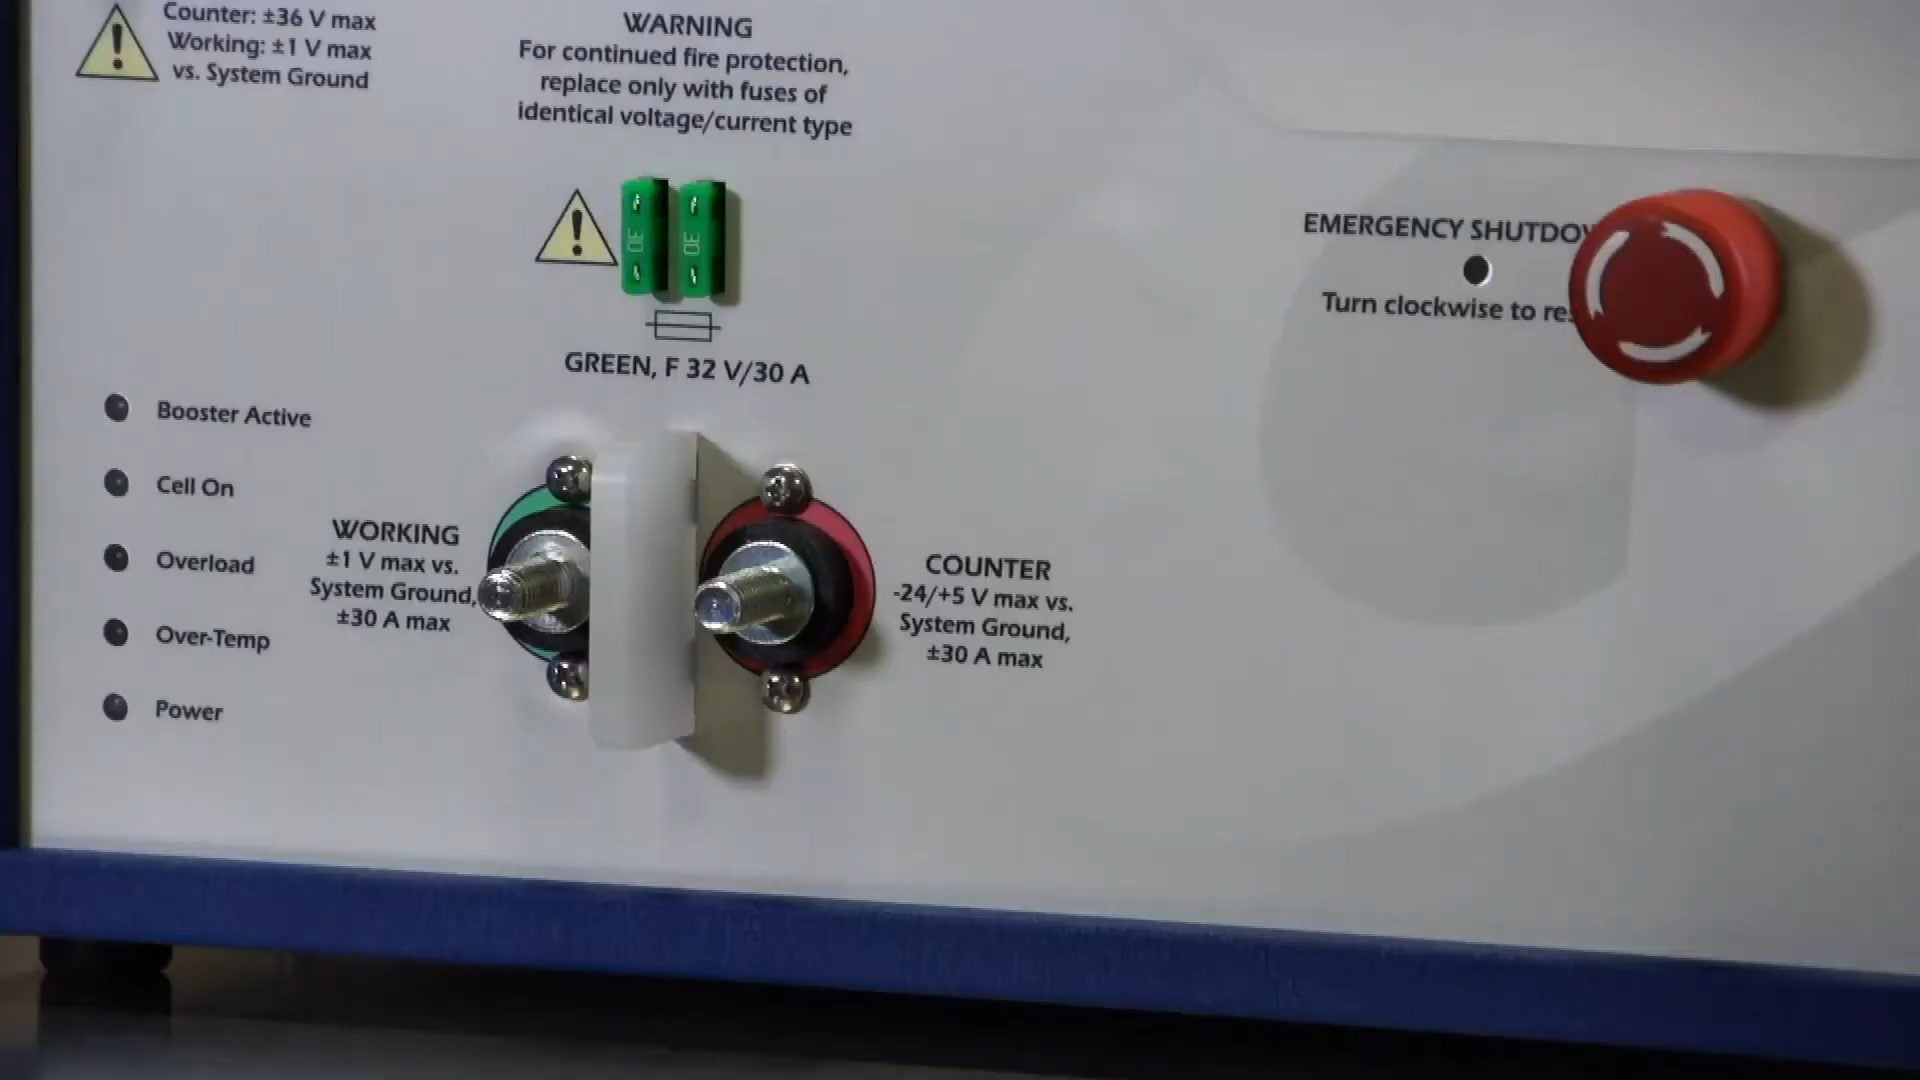 Counter: ±36 V max
Working: ±1 V max
vs. System Ground
WARNING
For continued fire protection,
replace only with fuses of
identical voltage/current type
30
30
GREEN, F 32 V/30 A
EMERGENCY SHUTDOW
Turn clockwise to res
Booster Active
Cell On
Overload
Over-Temp
Power
WORKING
±1 V max vs.
System Ground,
±30 A max
COUNTER
-24/+5 V max vs.
System Ground,
±30 A max